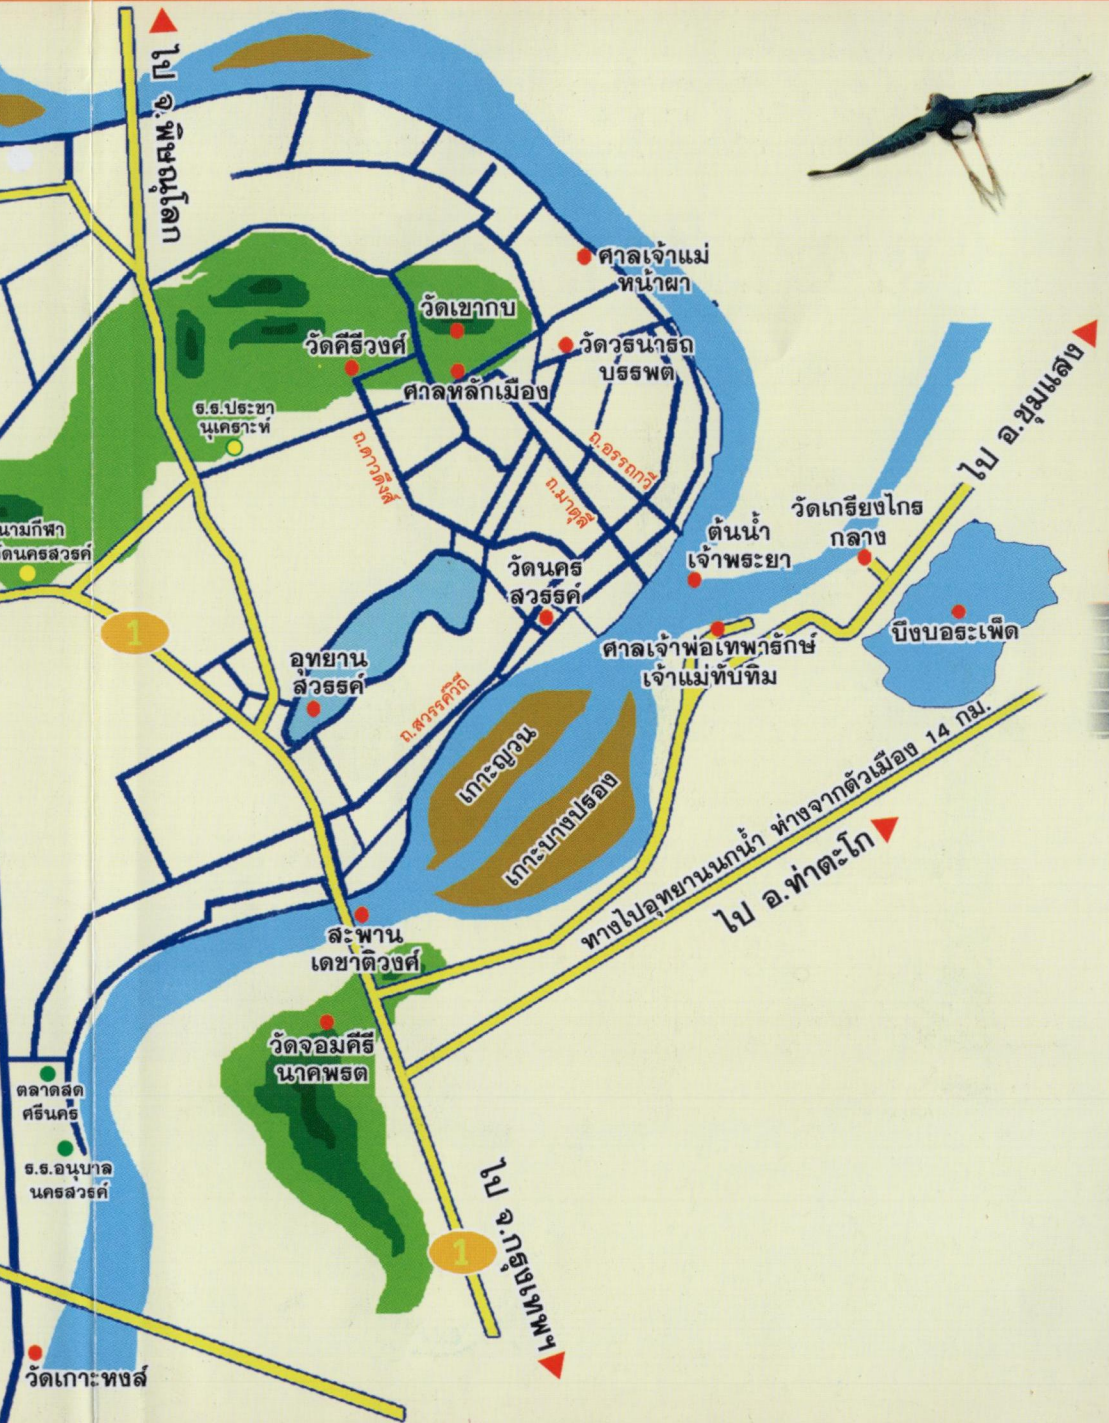 ไป จ.พิษณุโลก
ศาลเจ้าแม่
หน้าผา
วัดเขากบ
วัดคีรีวงศ์
วัดวรนารถ
บรรพต
ศาลหลักเมือง
ร.ร.ประชา
นุเคราะห์
ถ.ดาวดึงส์
ถ.อรรถกวี
ถ.มาตุลี
ไป อ.ชุมแสง
วัดเกรียงไกร
กลาง
นามกีฬา
ัดนครสวรรค์
ต้นน้ำ
เจ้าพระยา
วัดนคร
สวรรค์
บึงบอระเพ็ด
1
ศาลเจ้าพ่อเทพารักษ์
เจ้าแม่ทับทิม
อุทยาน
สวรรค์
ถ.สวรรค์วิถี
เกาะญวน
เกาะบางปรอง
ทางไปอุทยานนกน้ำ ห่างจากตัวเมือง 14 กม.
ไป อ.ท่าตะโก
สะพาน
เดชาติวงศ์
วัดจอมคีรี
นาคพรต
ตลาดสด
ศรีนคร
ร.ร.อนุบาล
นครสวรค์
1
ไป จ.กรุงเทพฯ
วัดเกาะหงส์